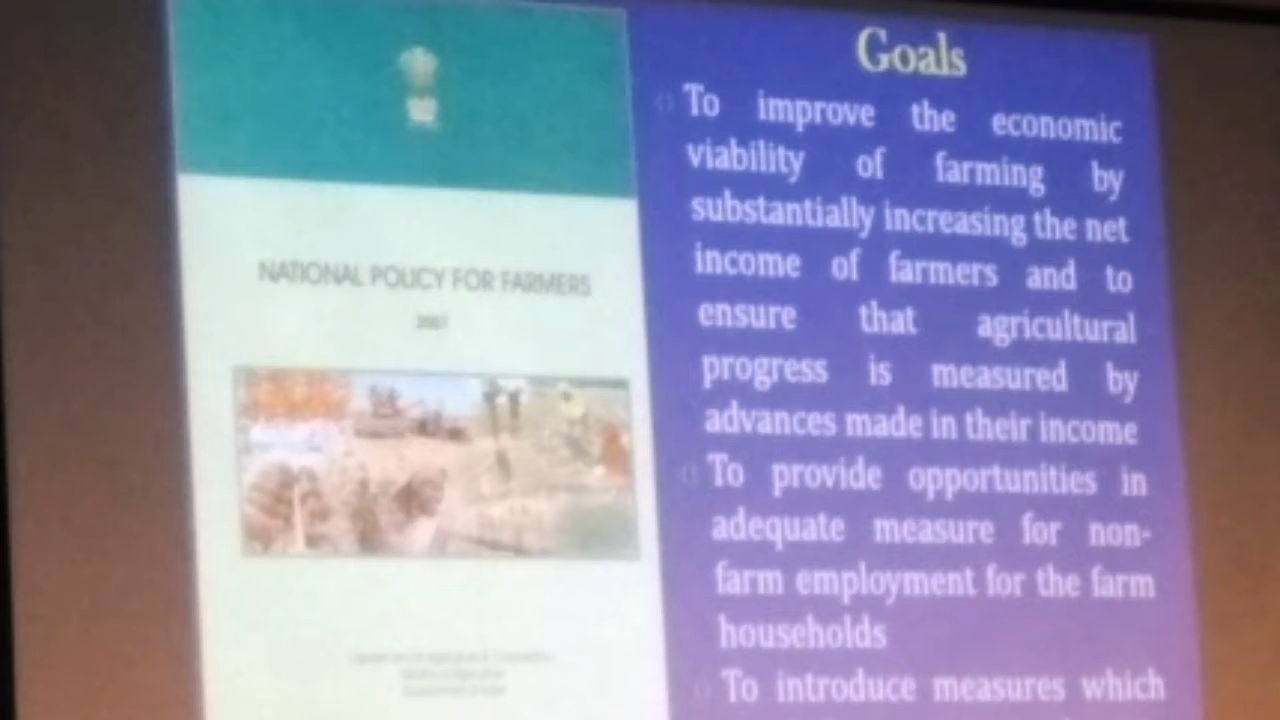 NATIONAL POLICY FOR FARMERS
2007
Goals
To improve the economic
viability of farming by
substantially increasing the net
income of farmers and to
ensure that agricultural
progress is measured by
advances made in their income
To provide opportunities in
adequate measure for non-
farm employment for the farm
households
To introduce measures which